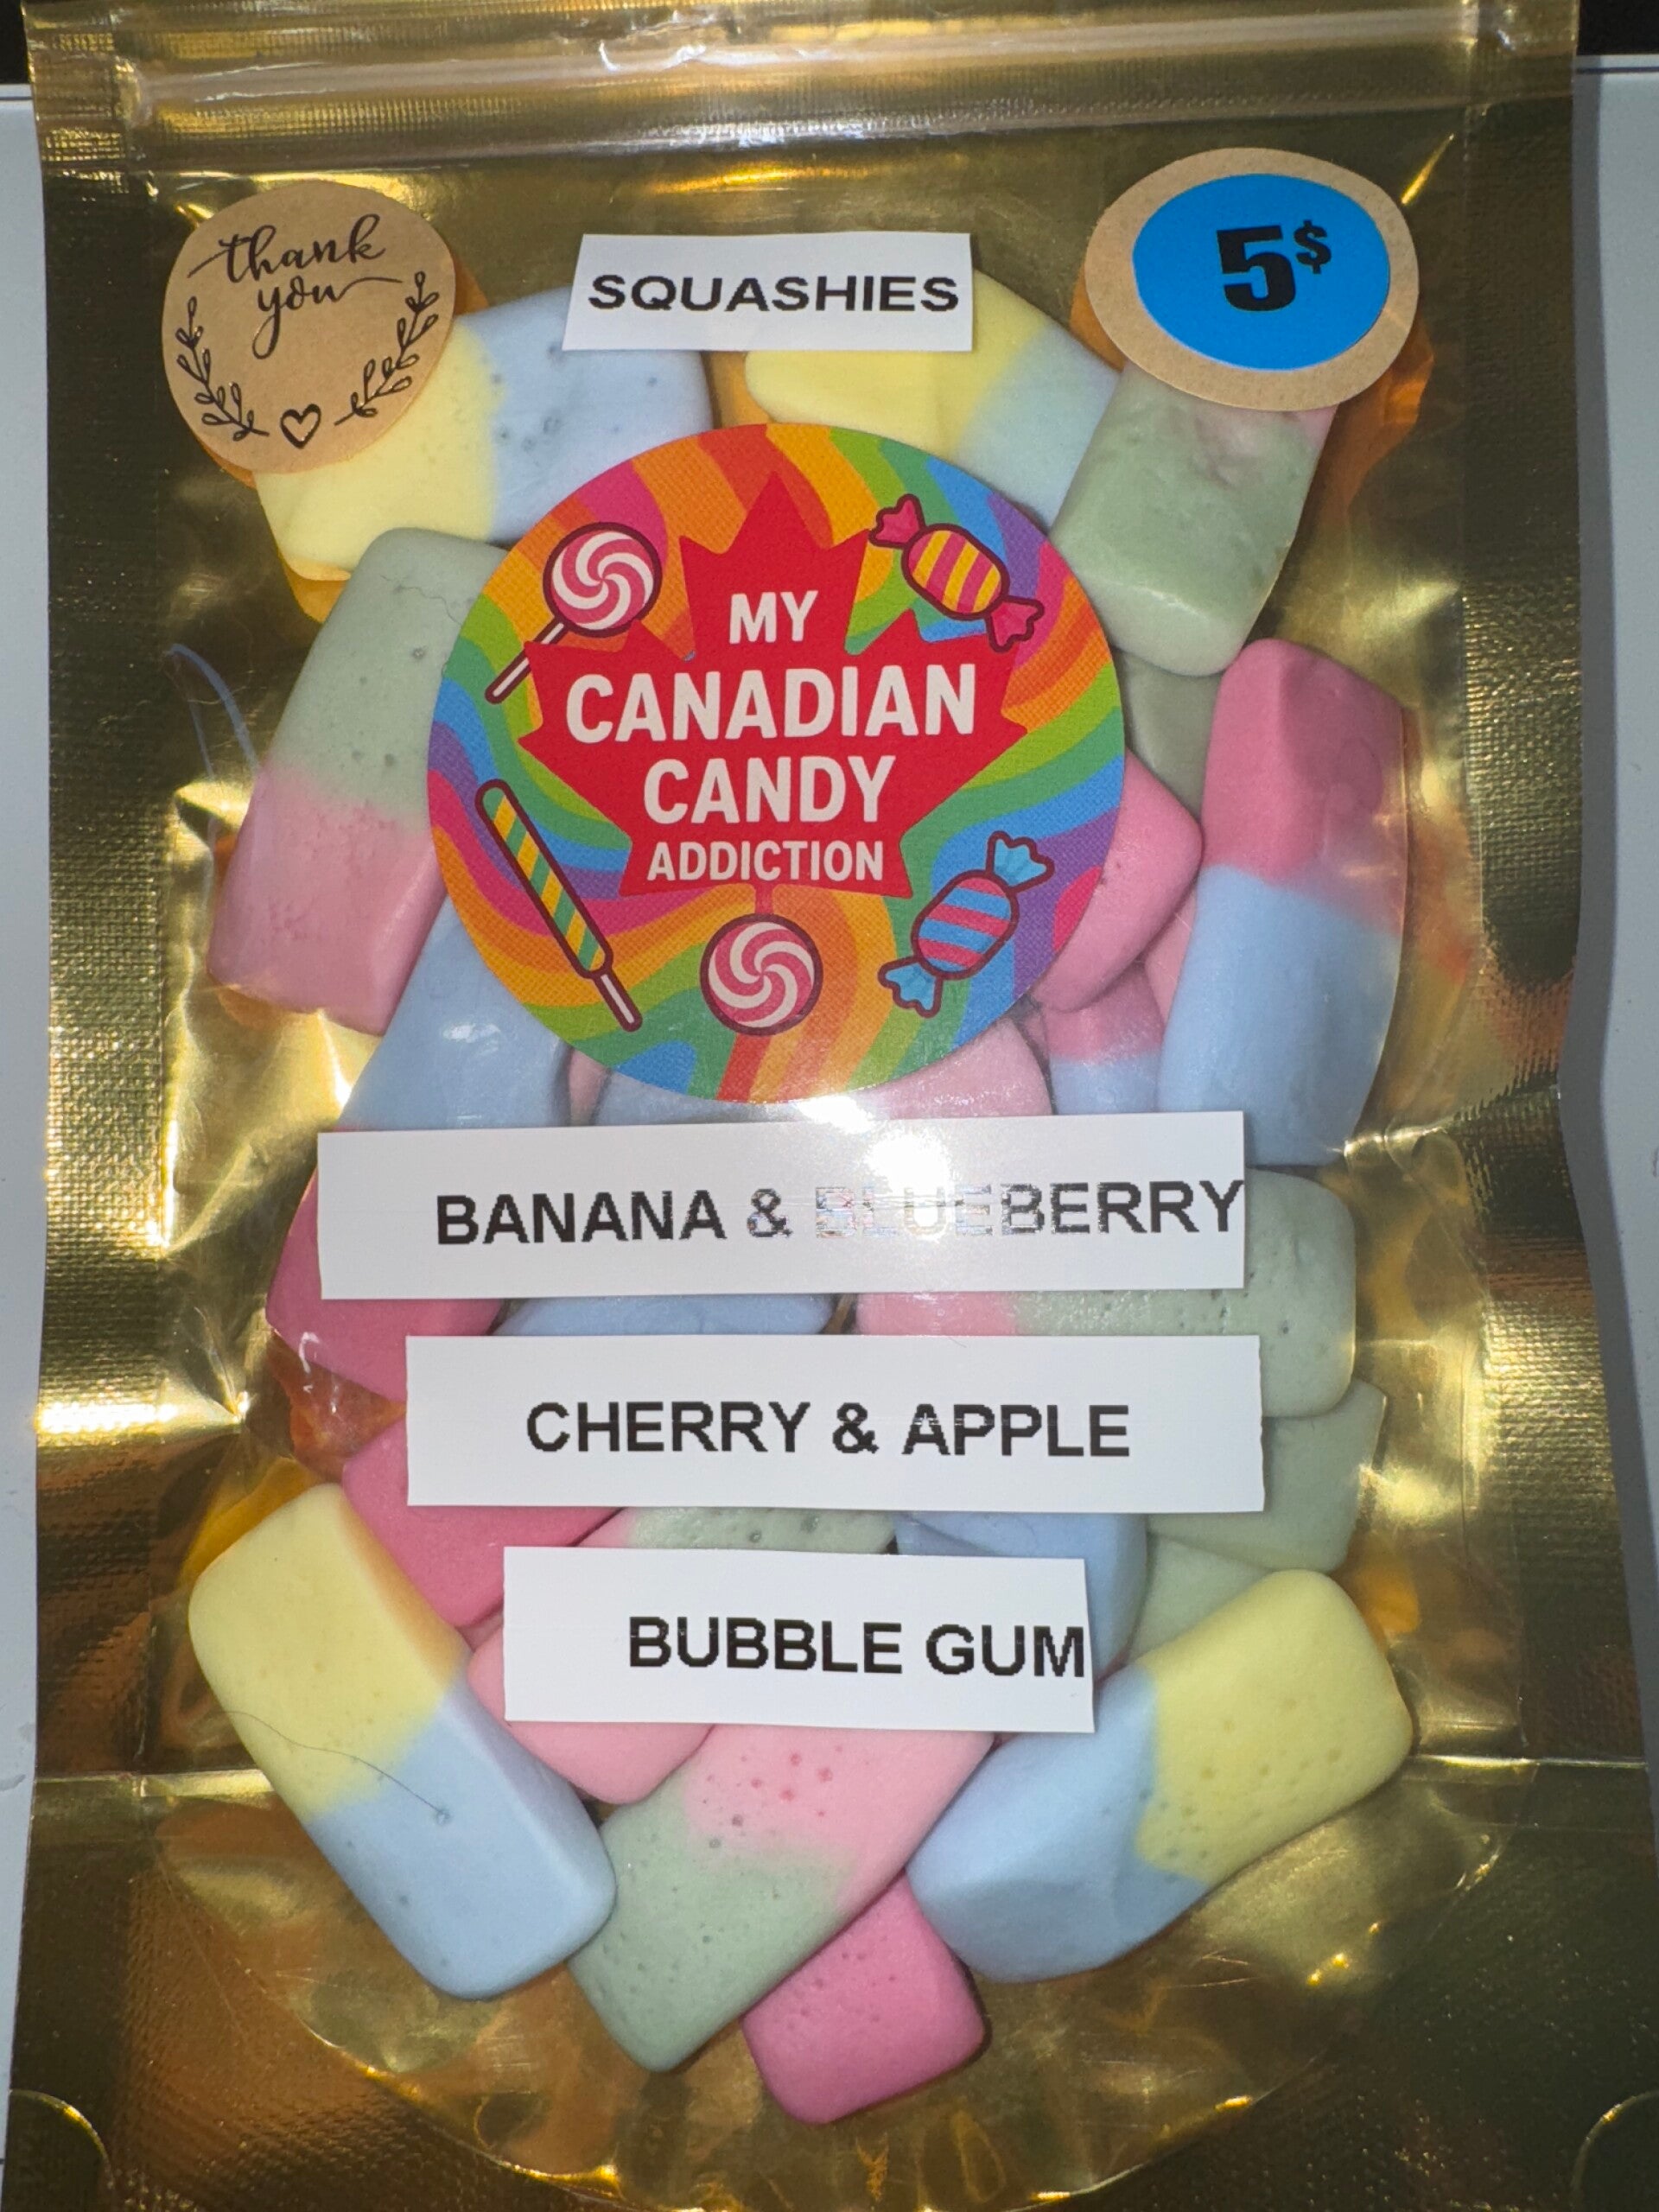 thank
you
SQUASHIES
5$
MY
CANADIAN
CANDY
ADDICTION
BANANA & BLUEBERRY
CHERRY & APPLE
BUBBLE GUM